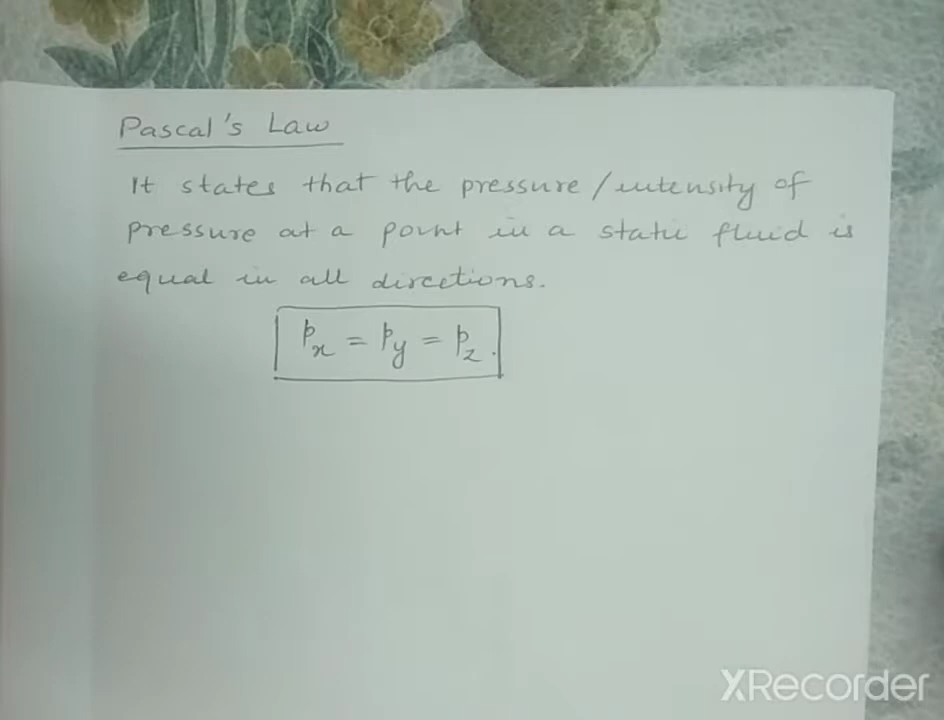 Pascal's Law
It states that the pressure / intensity of
pressure at a point in a static fluid is
equal in all directions.
Px = Py = Pz.
XRecorder